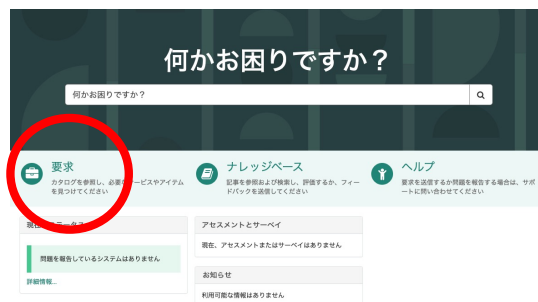 何かお困りですか？
何かお困りですか？
要求
カタログを参照し、必要なサービスやアイテム
を見つけてください
ナレッジベース
記事を参照および検索し、評価するか、フィー
ドバックを送信してください
ヘルプ
要求を送信するか問題を報告する場合は、サポ
ートに問い合わせてください
現在のステータス
問題を報告しているシステムはありません
詳細情報...
アセスメントとサーベイ
現在、アセスメントまたはサーベイはありません
お知らせ
利用可能な情報はありません